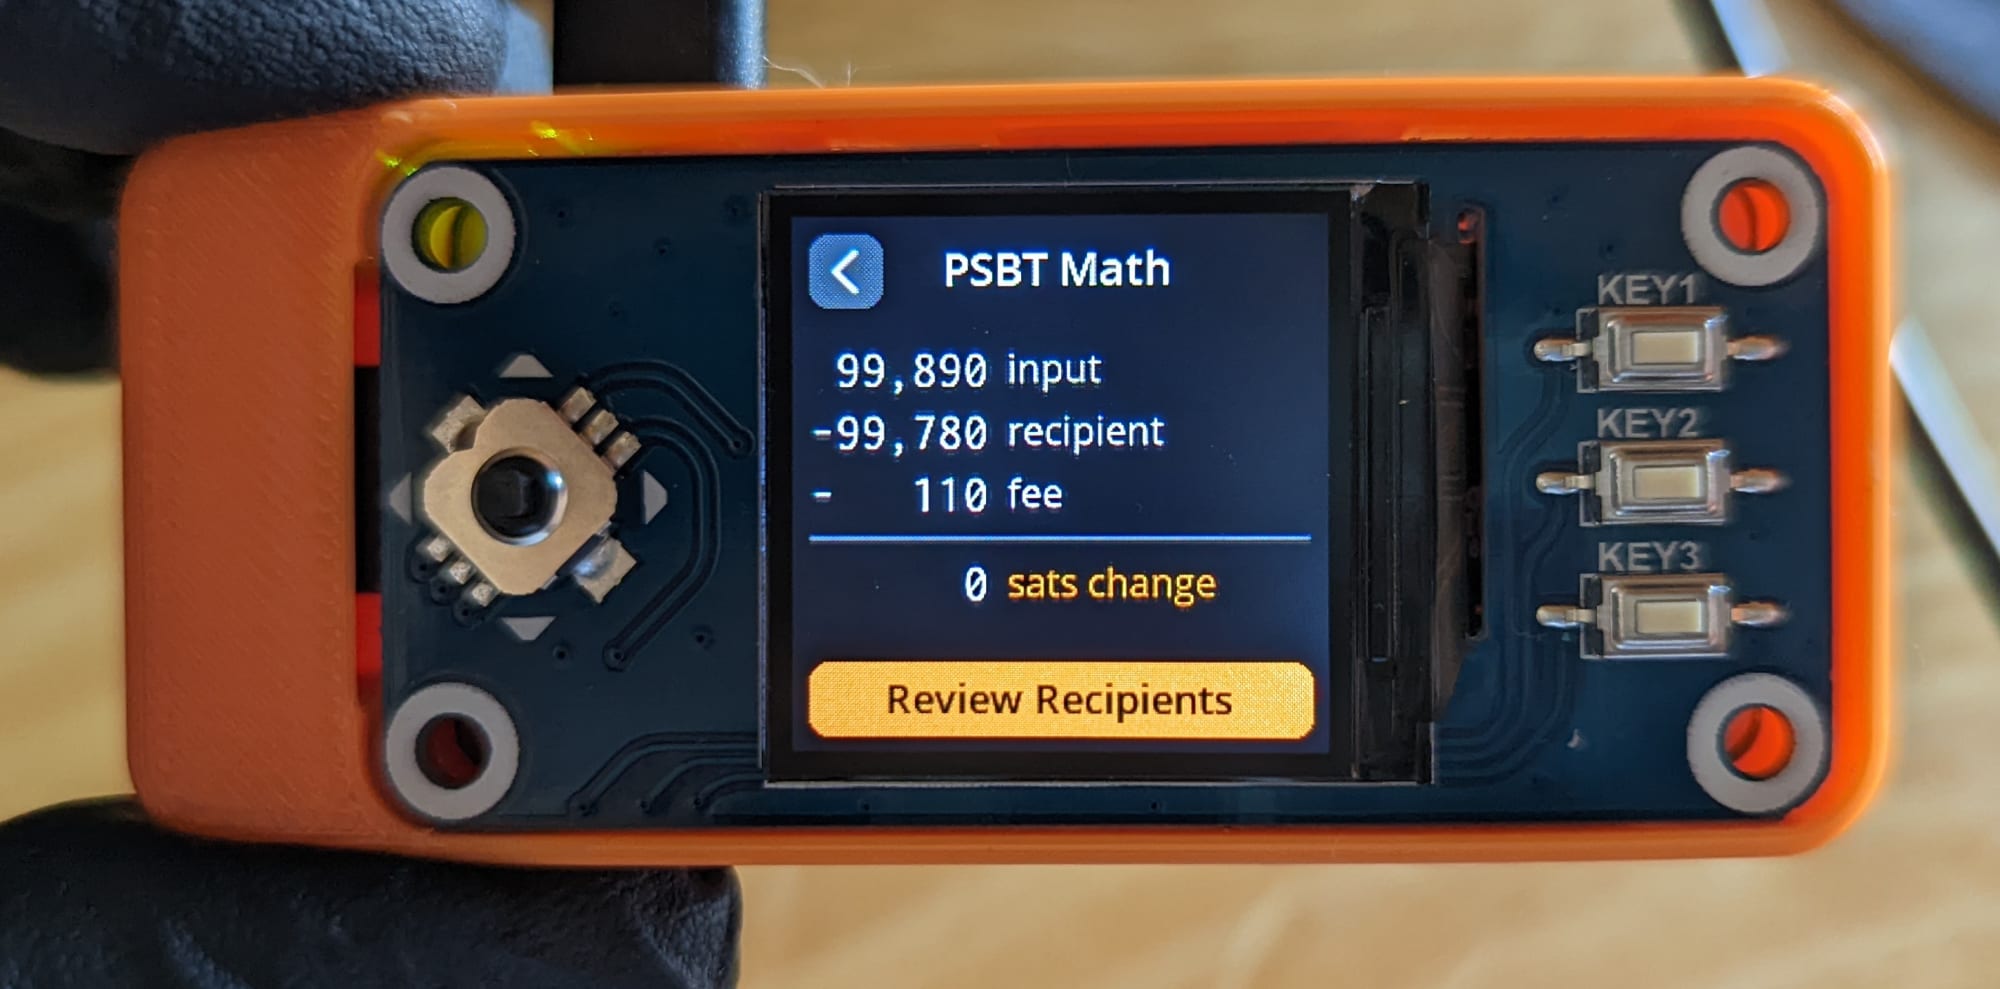 PSBT Math
99,890 input
-99,780 recipient
- 110 fee
0 sats change
Review Recipients
KEY1
KEY2
KEY3